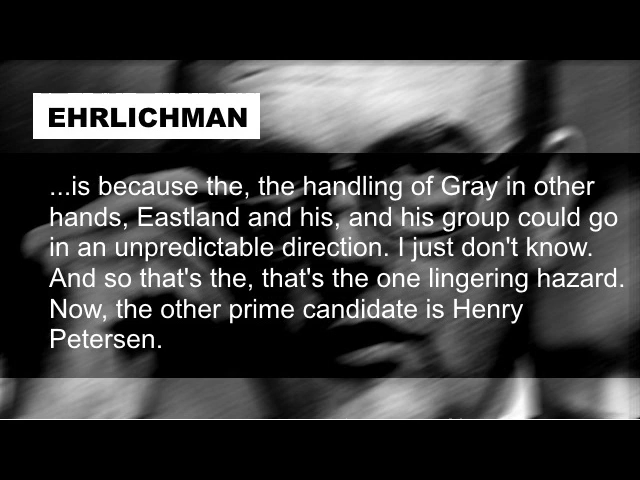 EHRLICHMAN
...is because the, the handling of Gray in other
hands, Eastland and his, and his group could go
in an unpredictable direction. I just don't know.
And so that's the, that's the one lingering hazard.
Now, the other prime candidate is Henry
Petersen.